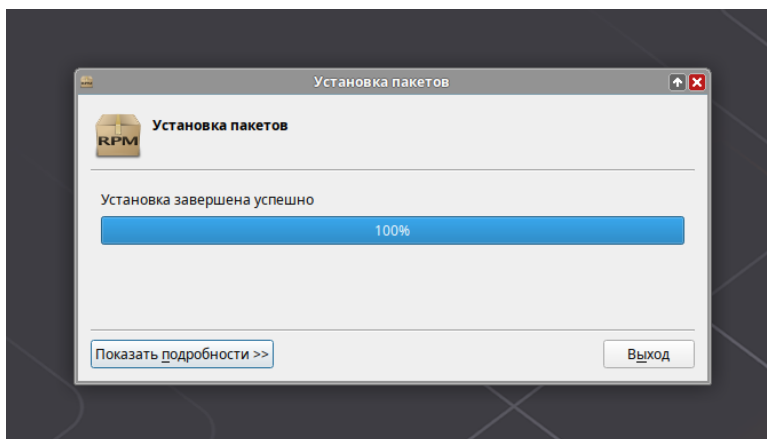 Установка пакетов
RPM
Установка пакетов
Установка завершена успешно
100%
Показать подробности >>
Выход